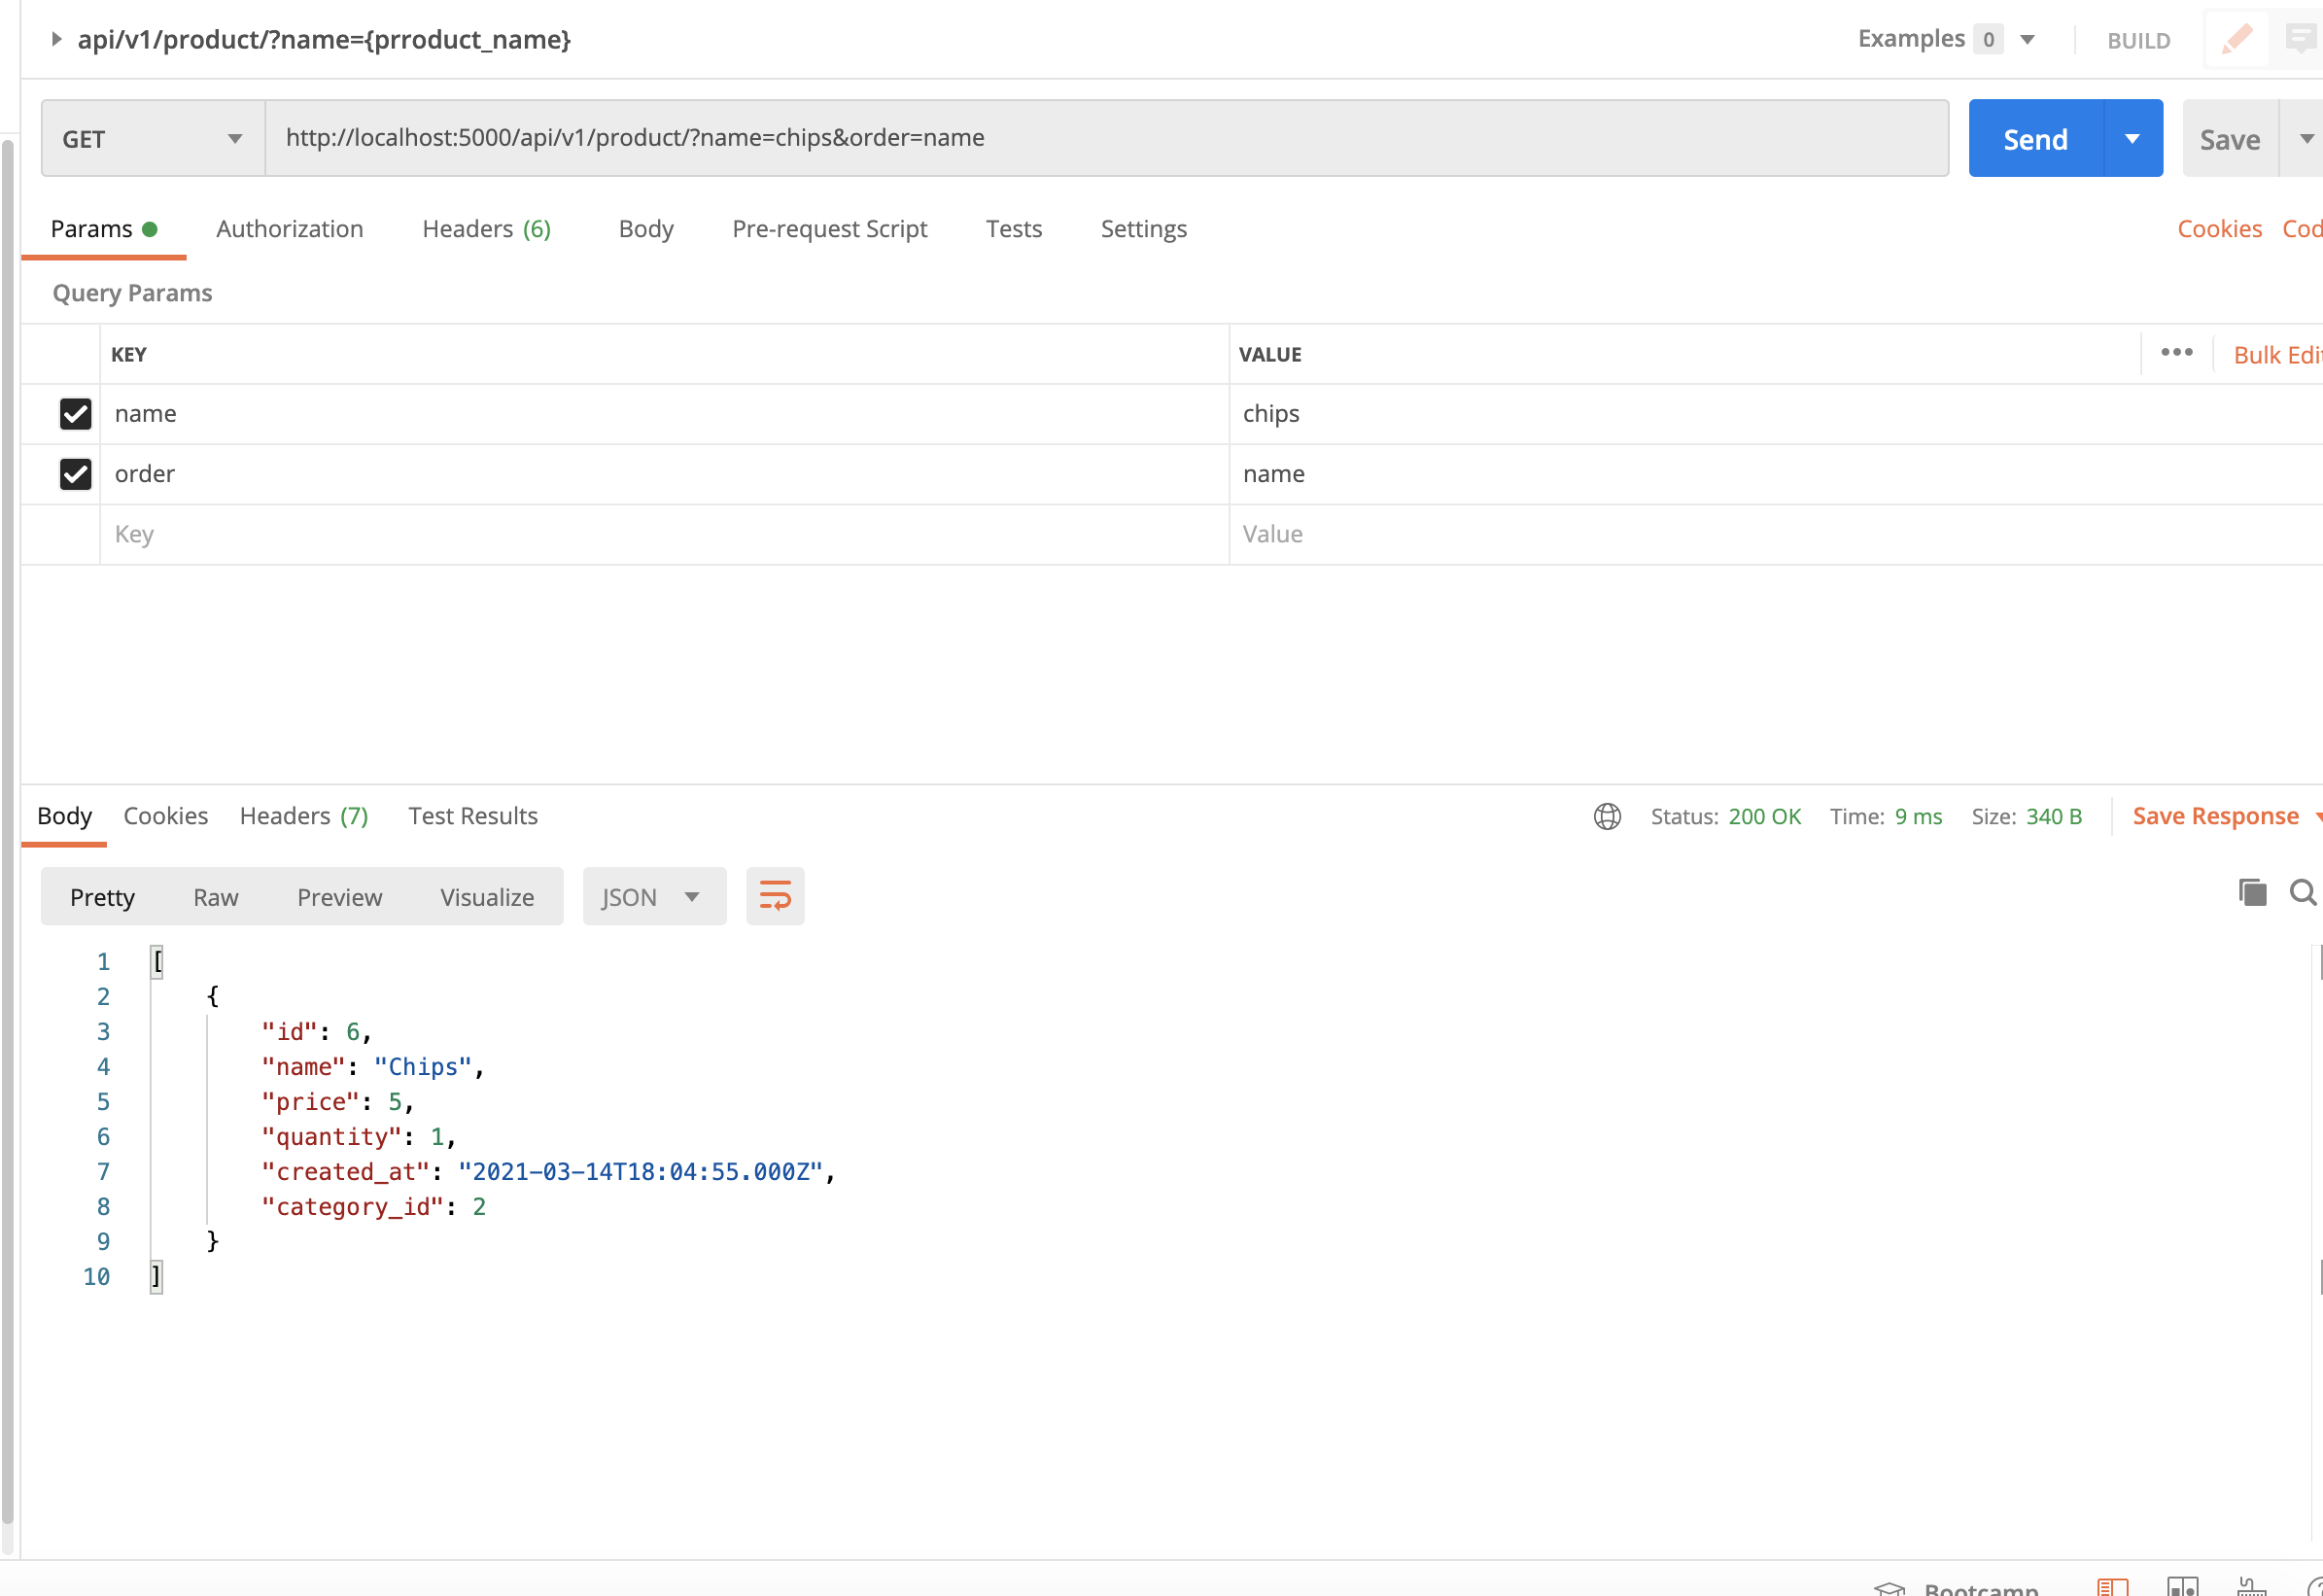 api/v1/product/?name={prroduct_name}
Examples 0
BUILD
GET
http://localhost:5000/api/v1/product/?name=chips&order=name
Send
Save
Params
Authorization
Headers (6)
Body
Pre-request Script
Tests
Settings
Cookies
Cod
Query Params
KEY
VALUE
Bulk Edi
name
chips
order
name
Key
Value
Body
Cookies
Headers (7)
Test Results
Status: 200 OK
Time: 9 ms
Size: 340 B
Save Response
Pretty
Raw
Preview
Visualize
JSON
1 [
2 {
3 "id": 6,
4 "name": "Chips",
5 "price": 5,
6 "quantity": 1,
7 "created_at": "2021-03-14T18:04:55.000Z",
8 "category_id": 2
9 }
10 ]
Bootcamp